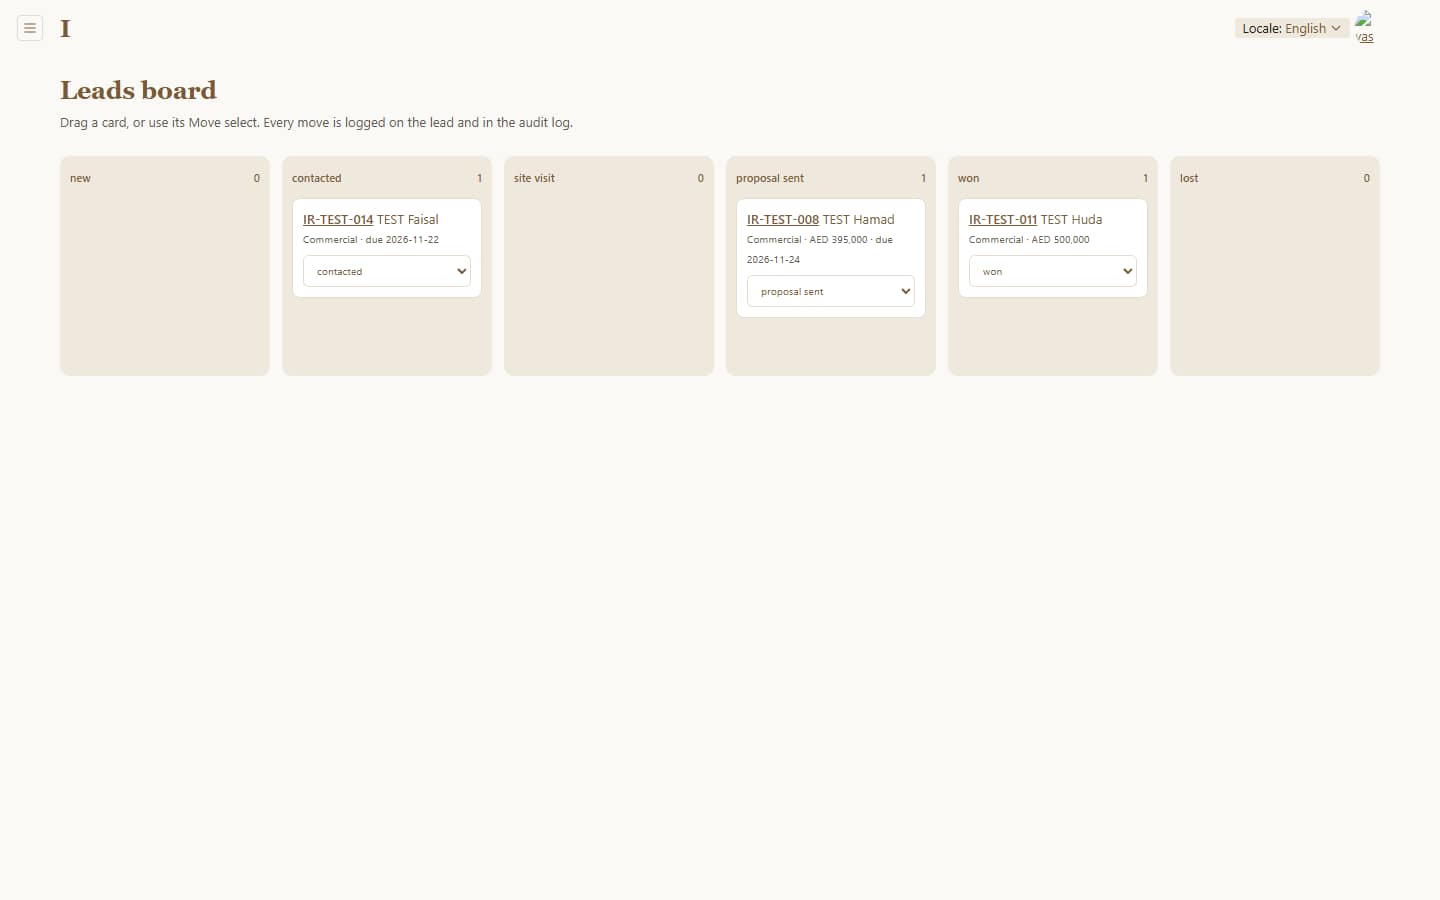 I
Locale: English
vas
Leads board
Drag a card, or use its Move select. Every move is logged on the lead and in the audit log.
new 0
contacted 1
IR-TEST-014 TEST Faisal
Commercial · due 2026-11-22
contacted
site visit 0
proposal sent 1
IR-TEST-008 TEST Hamad
Commercial · AED 395,000 · due
2026-11-24
proposal sent
won 1
IR-TEST-011 TEST Huda
Commercial · AED 500,000
won
lost 0